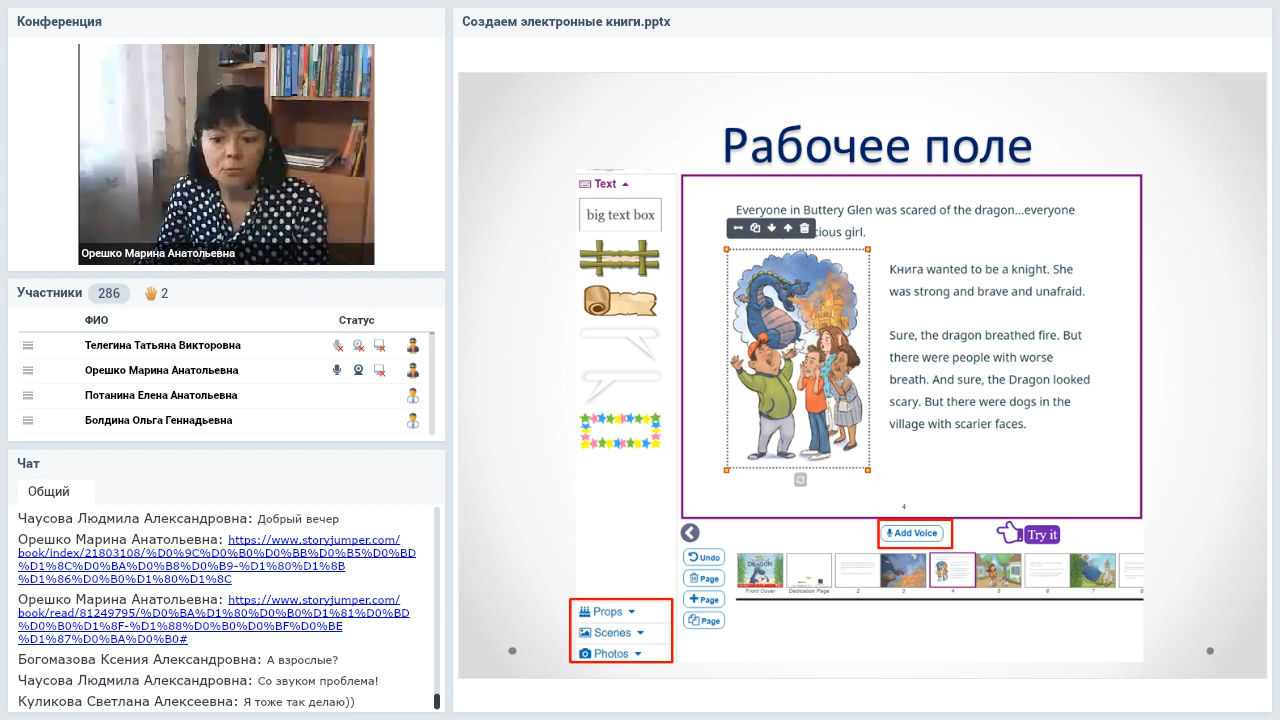 Конференция
Орешко Марина Анатольевна
Участники 286 2
ФИО Статус
Телегина Татьяна Викторовна
Орешко Марина Анатольевна
Потанина Елена Анатольевна
Болдина Ольга Геннадьевна
Чат
Общий
Чаусова Людмила Александровна: Добрый вечер
Орешко Марина Анатольевна: https://www.storyjumper.com/
book/index/21803108/%D0%9C%D0%B0%D0%BB%D0%B5%D0%BD
%D1%8C%D0%BA%D0%B8%D0%B9-%D1%80%D1%8B
%D1%86%D0%B0%D1%80%D1%8C
Орешко Марина Анатольевна: https://www.storyjumper.com/
book/read/81249795/%D0%BA%D1%80%D0%B0%D1%81%D0%BD
%D0%B0%D1%8F-%D1%88%D0%B0%D0%BF%D0%BE
%D1%87%D0%BA%D0%B0#
Богомазова Ксения Александровна: А взрослые?
Чаусова Людмила Александровна: Со звуком проблема!
Куликова Светлана Алексеевна: Я тоже так делаю))
Создаем электронные книги.pptx
Рабочее поле
Text
big text box
Props
Scenes
Photos
Everyone in Buttery Glen was scared of the dragon...everyone
cious girl.
Книга wanted to be a knight. She
was strong and brave and unafraid.
Sure, the dragon breathed fire. But
there were people with worse
breath. And sure, the Dragon looked
scary. But there were dogs in the
village with scarier faces.
4
Add Voice
Try it
Undo
Page
Page
Page
Front Cover Dedication Page 2 3 4 5 6 7 8